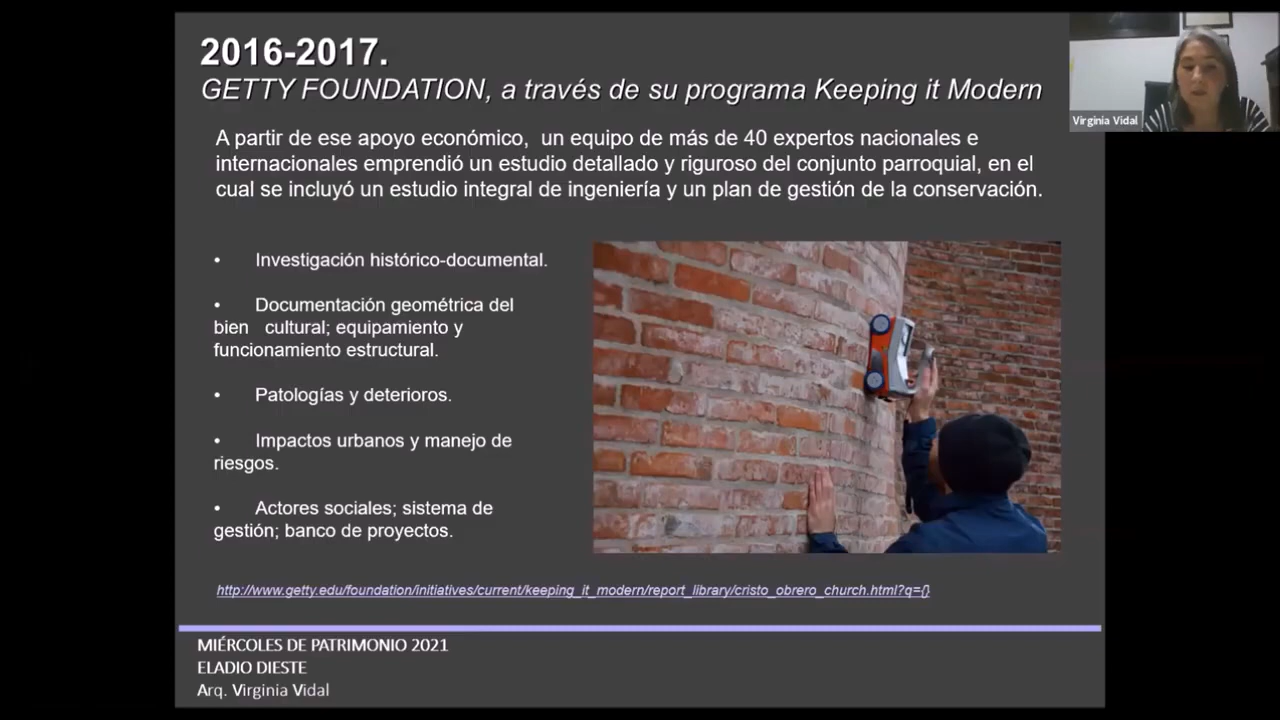 2016-2017.
GETTY FOUNDATION, a través de su programa Keeping it Modern
Virginia Vidal
A partir de ese apoyo económico, un equipo de más de 40 expertos nacionales e
internacionales emprendió un estudio detallado y riguroso del conjunto parroquial, en el
cual se incluyó un estudio integral de ingeniería y un plan de gestión de la conservación.
• Investigación histórico-documental.
• Documentación geométrica del
bien cultural; equipamiento y
funcionamiento estructural.
• Patologías y deterioros.
• Impactos urbanos y manejo de
riesgos.
• Actores sociales; sistema de
gestión; banco de proyectos.
http://www.getty.edu/foundation/initiatives/current/keeping_it_modern/report_library/cristo_obrero_church.html?q={}
MIÉRCOLES DE PATRIMONIO 2021
ELADIO DIESTE
Arq. Virginia Vidal